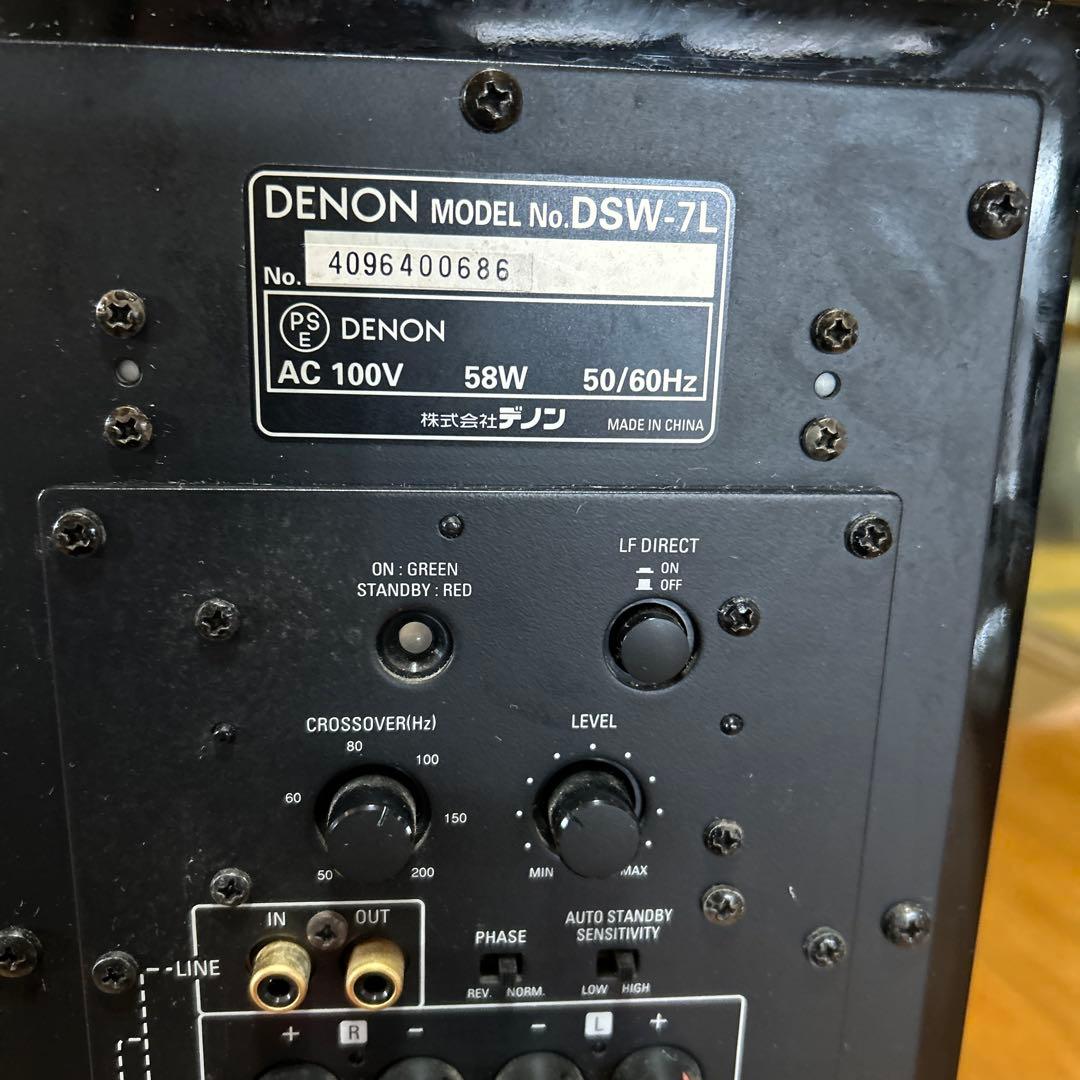 DENON MODEL No.DSW-7L
No. 4096400686
PSE DENON
AC 100V 58W 50/60Hz
株式会社デノン MADE IN CHINA
LF DIRECT
ON
OFF
ON : GREEN
STANDBY : RED
CROSSOVER(Hz)
80
100
60
150
50
200
LEVEL
MIN
MAX
IN OUT
LINE
PHASE
REV. NORM.
AUTO STANDBY
SENSITIVITY
LOW HIGH
+ R − − L +